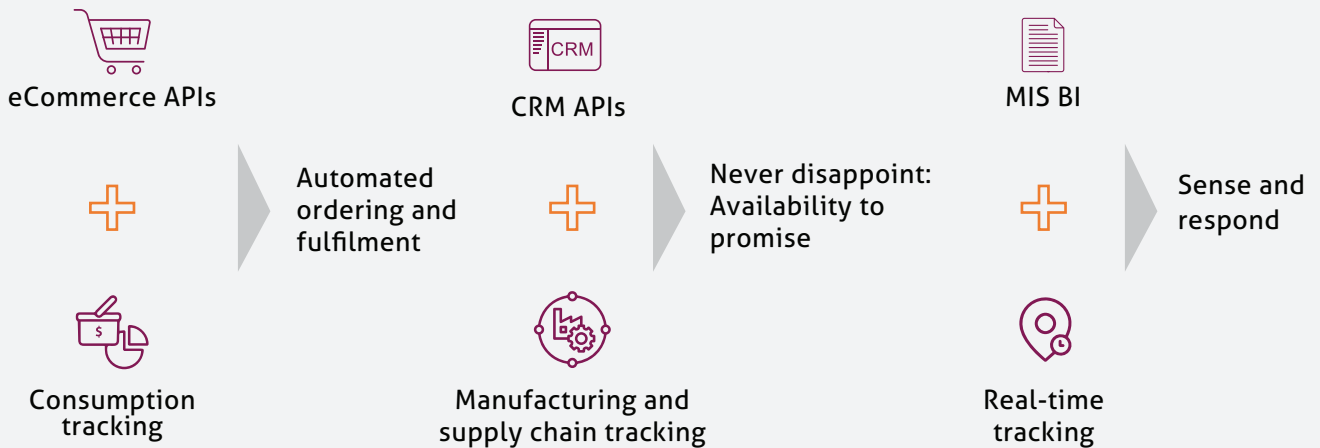 eCommerce APIs
Consumption
tracking
Automated
ordering and
fulfilment
CRM
CRM APIs
Manufacturing and
supply chain tracking
Never disappoint:
Availability to
promise
MIS BI
Real-time
tracking
Sense and
respond
$